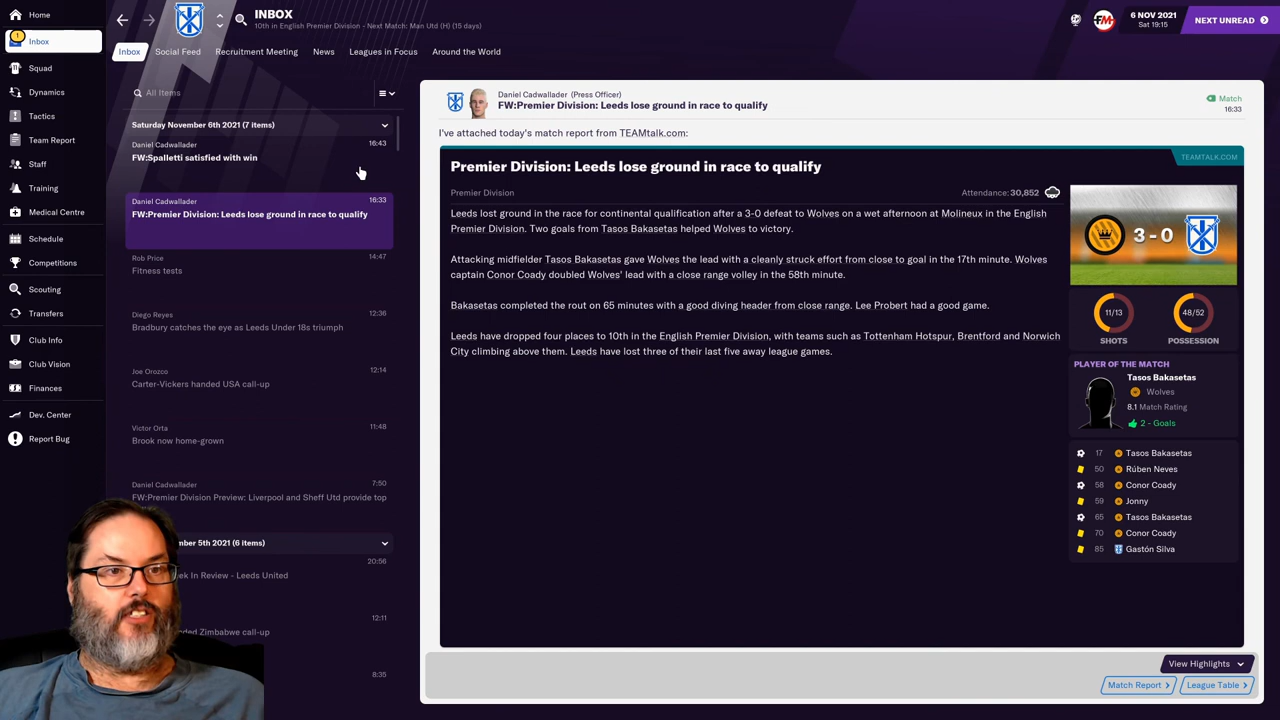 Home
Inbox
Squad
Dynamics
Tactics
Team Report
Staff
Training
Medical Centre
Schedule
Competitions
Scouting
Transfers
Club Info
Club Vision
Finances
Dev. Center
Report Bug
INBOX
10th in English Premier Division - Next Match: Man Utd (H) (15 days)
FM
6 NOV 2021
Sat 19:15
NEXT UNREAD
Inbox
Social Feed
Recruitment Meeting
News
Leagues in Focus
Around the World
All Items
Saturday November 6th 2021 (7 items)
Daniel Cadwallader 16:43
FW:Spalletti satisfied with win
Daniel Cadwallader 16:33
FW:Premier Division: Leeds lose ground in race to qualify
Rob Price 14:47
Fitness tests
Diego Reyes 12:36
Bradbury catches the eye as Leeds Under 18s triumph
Joe Orozco 12:14
Carter-Vickers handed USA call-up
Victor Orta 11:48
Brook now home-grown
Daniel Cadwallader 7:50
FW:Premier Division Preview: Liverpool and Sheff Utd provide top
mber 5th 2021 (6 items)
20:56
ek In Review - Leeds United
12:11
nded Zimbabwe call-up
8:35
Daniel Cadwallader (Press Officer)
FW:Premier Division: Leeds lose ground in race to qualify
Match
16:33
I've attached today's match report from TEAMtalk.com:
TEAMTALK.COM
Premier Division: Leeds lose ground in race to qualify
Premier Division Attendance: 30,852
Leeds lost ground in the race for continental qualification after a 3-0 defeat to Wolves on a wet afternoon at Molineux in the English
Premier Division. Two goals from Tasos Bakasetas helped Wolves to victory.
Attacking midfielder Tasos Bakasetas gave Wolves the lead with a cleanly struck effort from close to goal in the 17th minute. Wolves
captain Conor Coady doubled Wolves' lead with a close range volley in the 58th minute.
Bakasetas completed the rout on 65 minutes with a good diving header from close range. Lee Probert had a good game.
Leeds have dropped four places to 10th in the English Premier Division, with teams such as Tottenham Hotspur, Brentford and Norwich
City climbing above them. Leeds have lost three of their last five away league games.
3 - 0
11/13
SHOTS
48/52
POSSESSION
PLAYER OF THE MATCH
Tasos Bakasetas
Wolves
8.1 Match Rating
2 - Goals
17 Tasos Bakasetas
50 Rúben Neves
58 Conor Coady
59 Jonny
65 Tasos Bakasetas
70 Conor Coady
85 Gastón Silva
View Highlights
Match Report
League Table